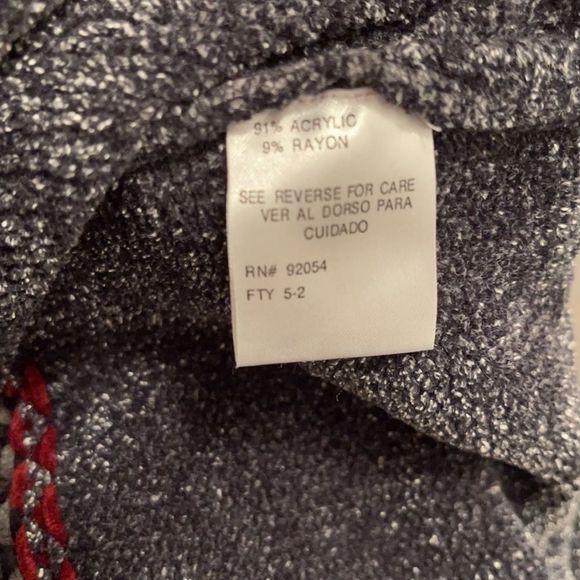 91% ACRYLIC
9% RAYON
SEE REVERSE FOR CARE
VER AL DORSO PARA
CUIDADO
RN# 92054
FTY 5-2